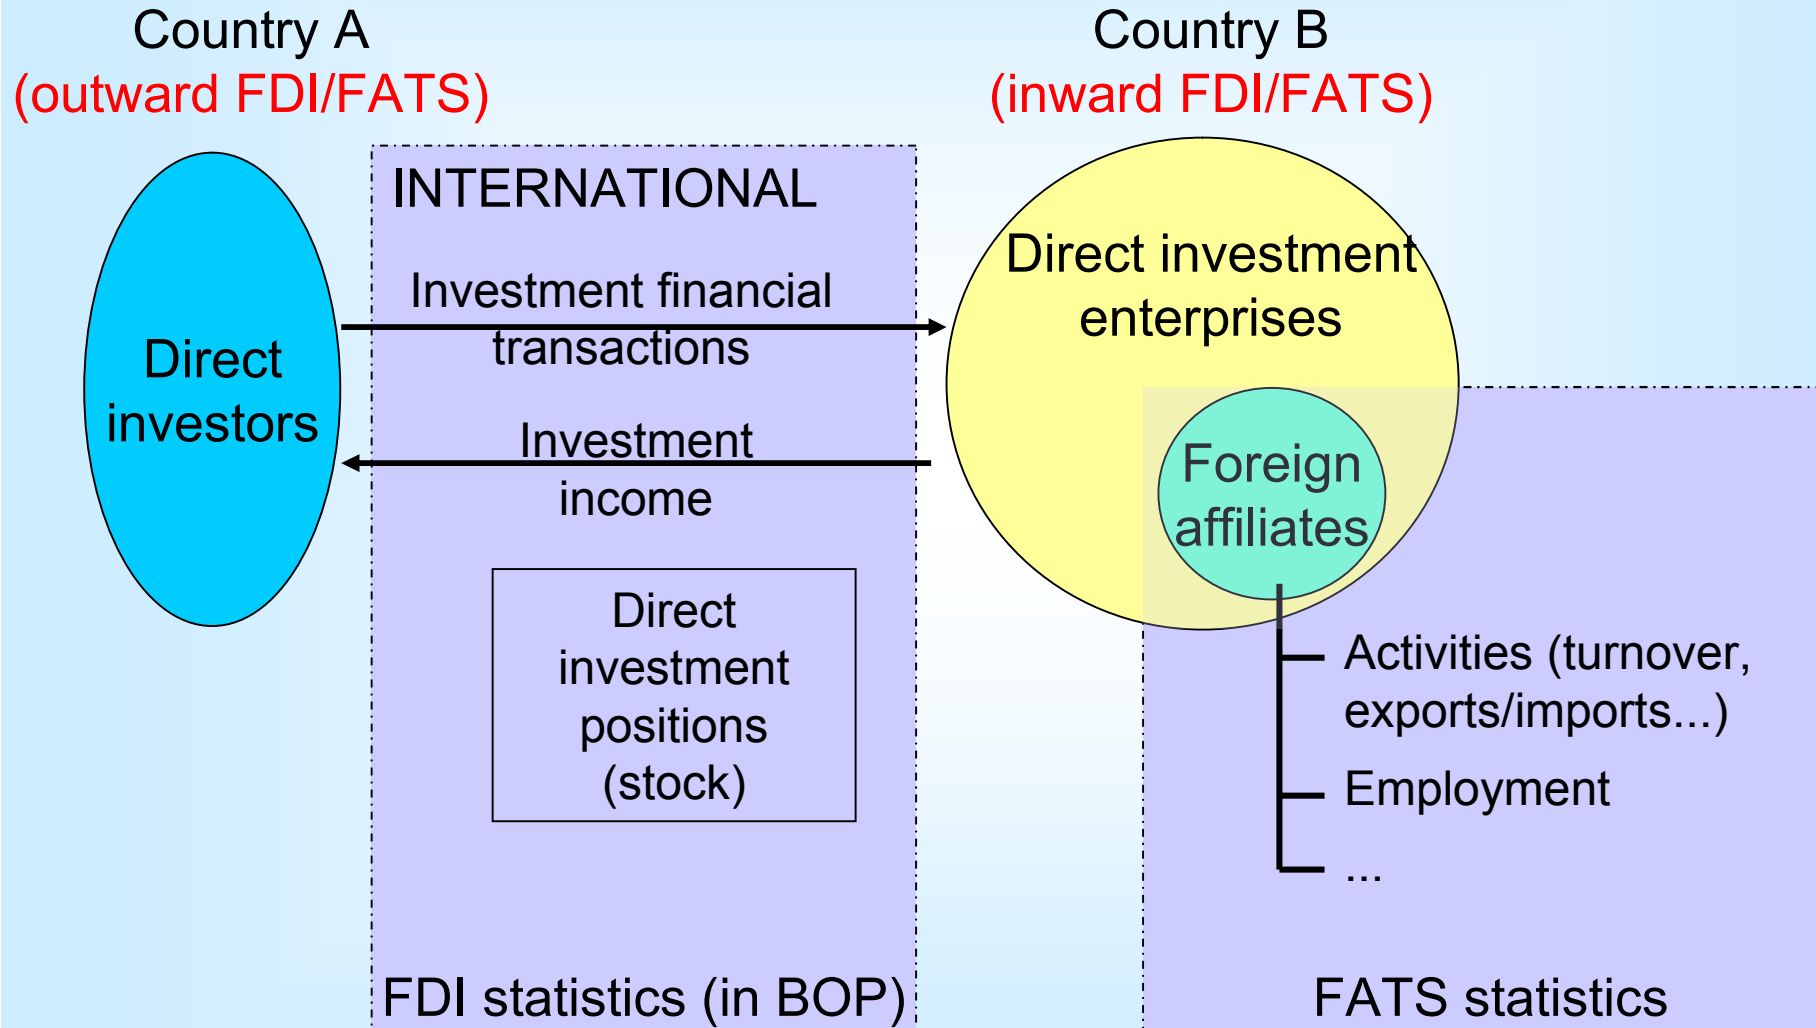 Country A
(outward FDI/FATS)
Country B
(inward FDI/FATS)
INTERNATIONAL
Investment financial
transactions
Direct
investors
Investment
income
Direct
investment
positions
(stock)
FDI statistics (in BOP)
Direct investment
enterprises
Foreign
affiliates
Activities (turnover,
exports/imports...)
Employment
...
FATS statistics